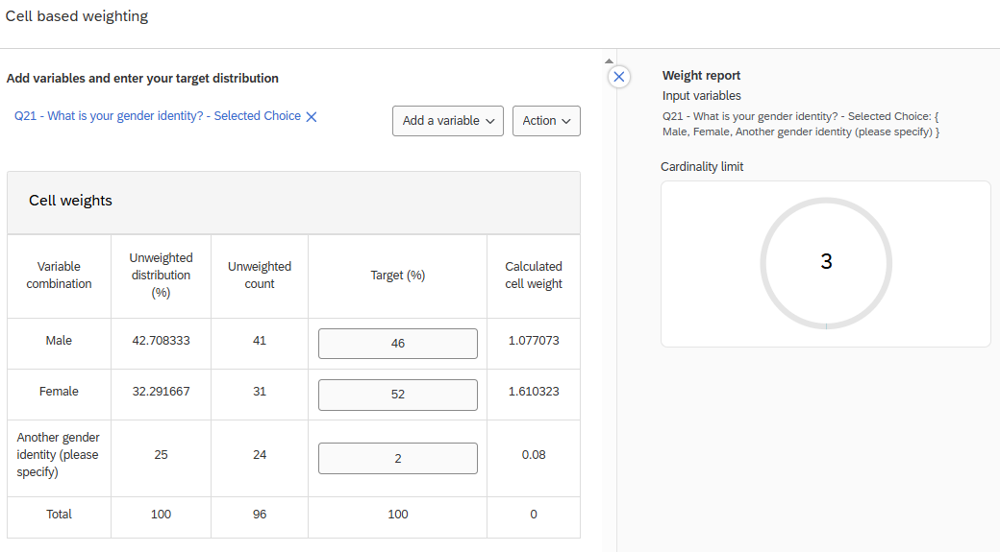 Cell based weighting
Add variables and enter your target distribution
Q21 - What is your gender identity? - Selected Choice
Add a variable
Action
Cell weights
Variable combination
Unweighted distribution (%)
Unweighted count
Target (%)
Calculated cell weight
Male 42.708333 41 46 1.077073
Female 32.291667 31 52 1.610323
Another gender identity (please specify) 25 24 2 0.08
Total 100 96 100 0
Weight report
Input variables
Q21 - What is your gender identity? - Selected Choice: {
Male, Female, Another gender identity (please specify) }
Cardinality limit
3